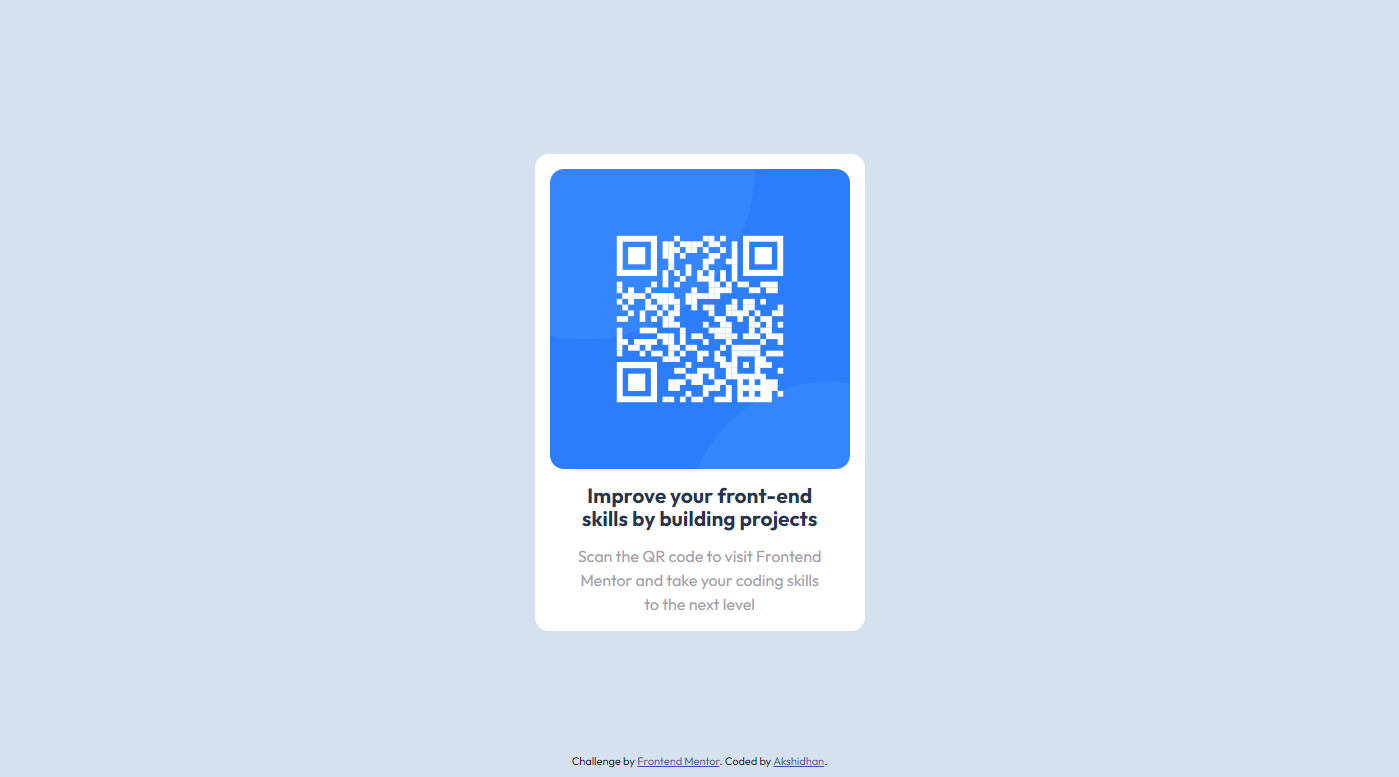 Improve your front-end
skills by building projects
Scan the QR code to visit Frontend
Mentor and take your coding skills
to the next level
Challenge by Frontend Mentor. Coded by Akshidhan.